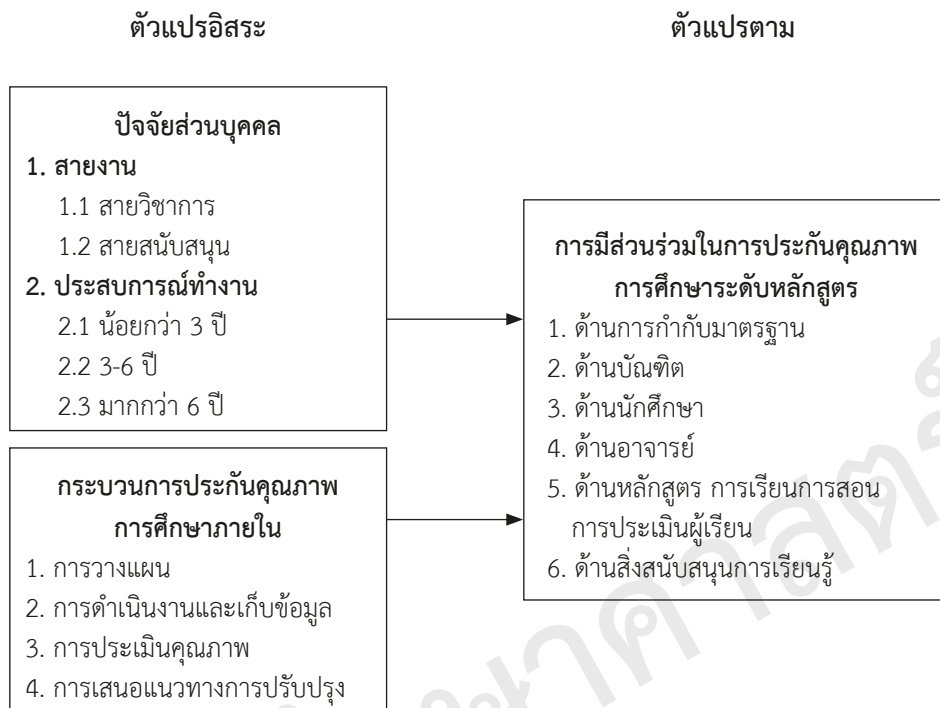 ตัวแปรอิสระ
ตัวแปรตาม
ปัจจัยส่วนบุคคล
1. สายงาน
1.1 สายวิชาการ
1.2 สายสนับสนุน
2. ประสบการณ์ทำงาน
2.1 น้อยกว่า 3 ปี
2.2 3-6 ปี
2.3 มากกว่า 6 ปี
กระบวนการประกันคุณภาพ
การศึกษาภายใน
1. การวางแผน
2. การดำเนินงานและเก็บข้อมูล
3. การประเมินคุณภาพ
4. การเสนอแนวทางการปรับปรุง
การมีส่วนร่วมในการประกันคุณภาพ
การศึกษาระดับหลักสูตร
1. ด้านการกำกับมาตรฐาน
2. ด้านบัณฑิต
3. ด้านนักศึกษา
4. ด้านอาจารย์
5. ด้านหลักสูตร การเรียนการสอน
การประเมินผู้เรียน
6. ด้านสิ่งสนับสนุนการเรียนรู้